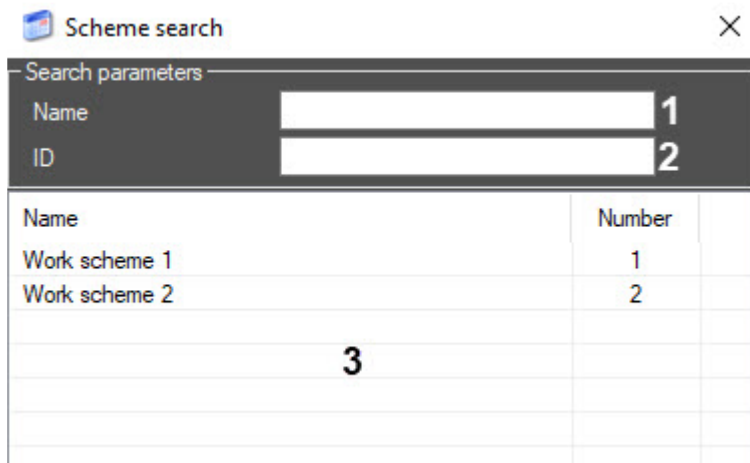 Scheme search
Search parameters
Name 1
ID 2
Name Number
Work scheme 1 1
Work scheme 2 2
3